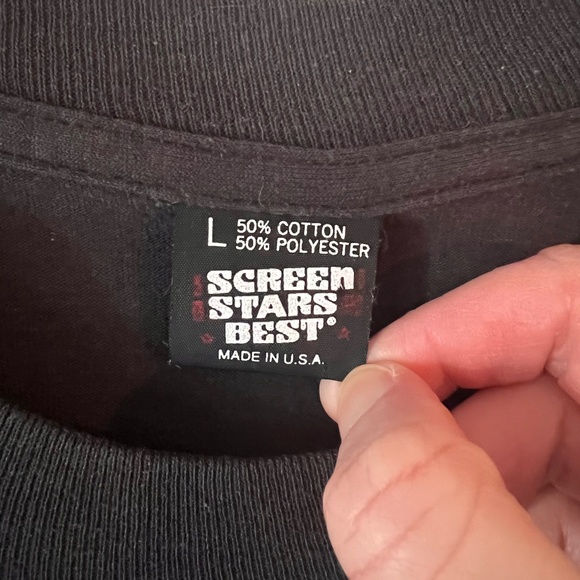 L 50% COTTON
50% POLYESTER
SCREEN
STARS
BEST®
MADE IN U.S.A.